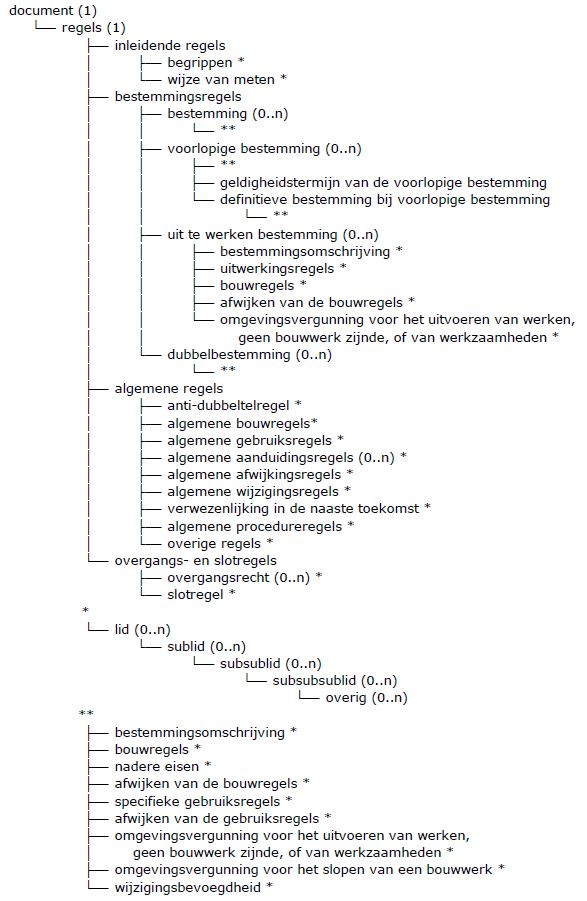 document (1)
regels (1)
inleidende regels
begrippen *
wijze van meten *
bestemmingsregels
bestemming (0..n)
**
voorlopige bestemming (0..n)
**
geldigheidstermijn van de voorlopige bestemming
definitieve bestemming bij voorlopige bestemming
**
uit te werken bestemming (0..n)
bestemmingsomschrijving *
uitwerkingsregels *
bouwregels *
afwijken van de bouwregels *
omgevingsvergunning voor het uitvoeren van werken,
geen bouwwerk zijnde, of van werkzaamheden *
dubbelbestemming (0..n)
**
algemene regels
anti-dubbeltelregel *
algemene bouwregels*
algemene gebruiksregels *
algemene aanduidingsregels (0..n) *
algemene afwijkingsregels *
algemene wijzigingsregels *
verwezenlijking in de naaste toekomst *
algemene procedureregels *
overige regels *
overgangs- en slotregels
overgangsrecht (0..n) *
slotregel *
*
lid (0..n)
sublid (0..n)
subsublid (0..n)
subsubsublid (0..n)
overig (0..n)
**
bestemmingsomschrijving *
bouwregels *
nadere eisen *
afwijken van de bouwregels *
specifieke gebruiksregels *
afwijken van de gebruiksregels *
omgevingsvergunning voor het uitvoeren van werken,
geen bouwwerk zijnde, of van werkzaamheden *
omgevingsvergunning voor het slopen van een bouwwerk *
wijzigingsbevoegdheid *